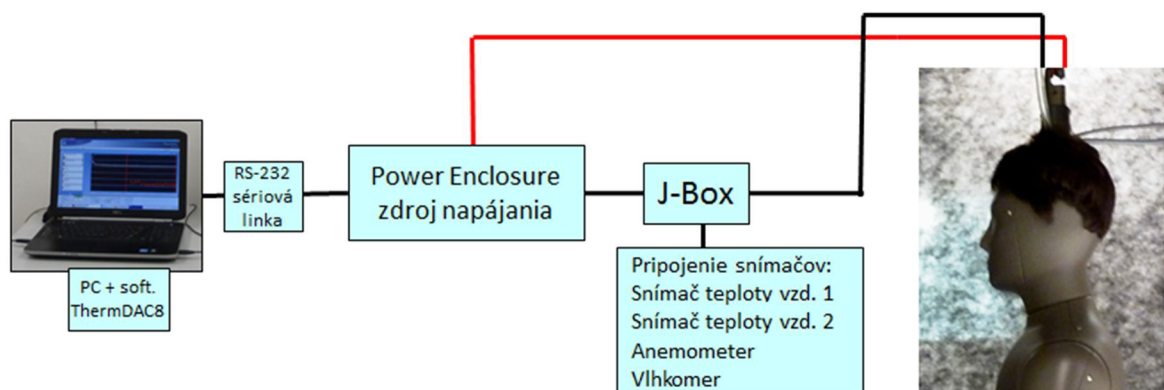 PC + soft.
ThermDAC8
RS-232
sériová
linka
Power Enclosure
zdroj napájania
J-Box
Pripojenie snímačov:
Snímač teploty vzd. 1
Snímač teploty vzd. 2
Anemometer
Vlhkomer